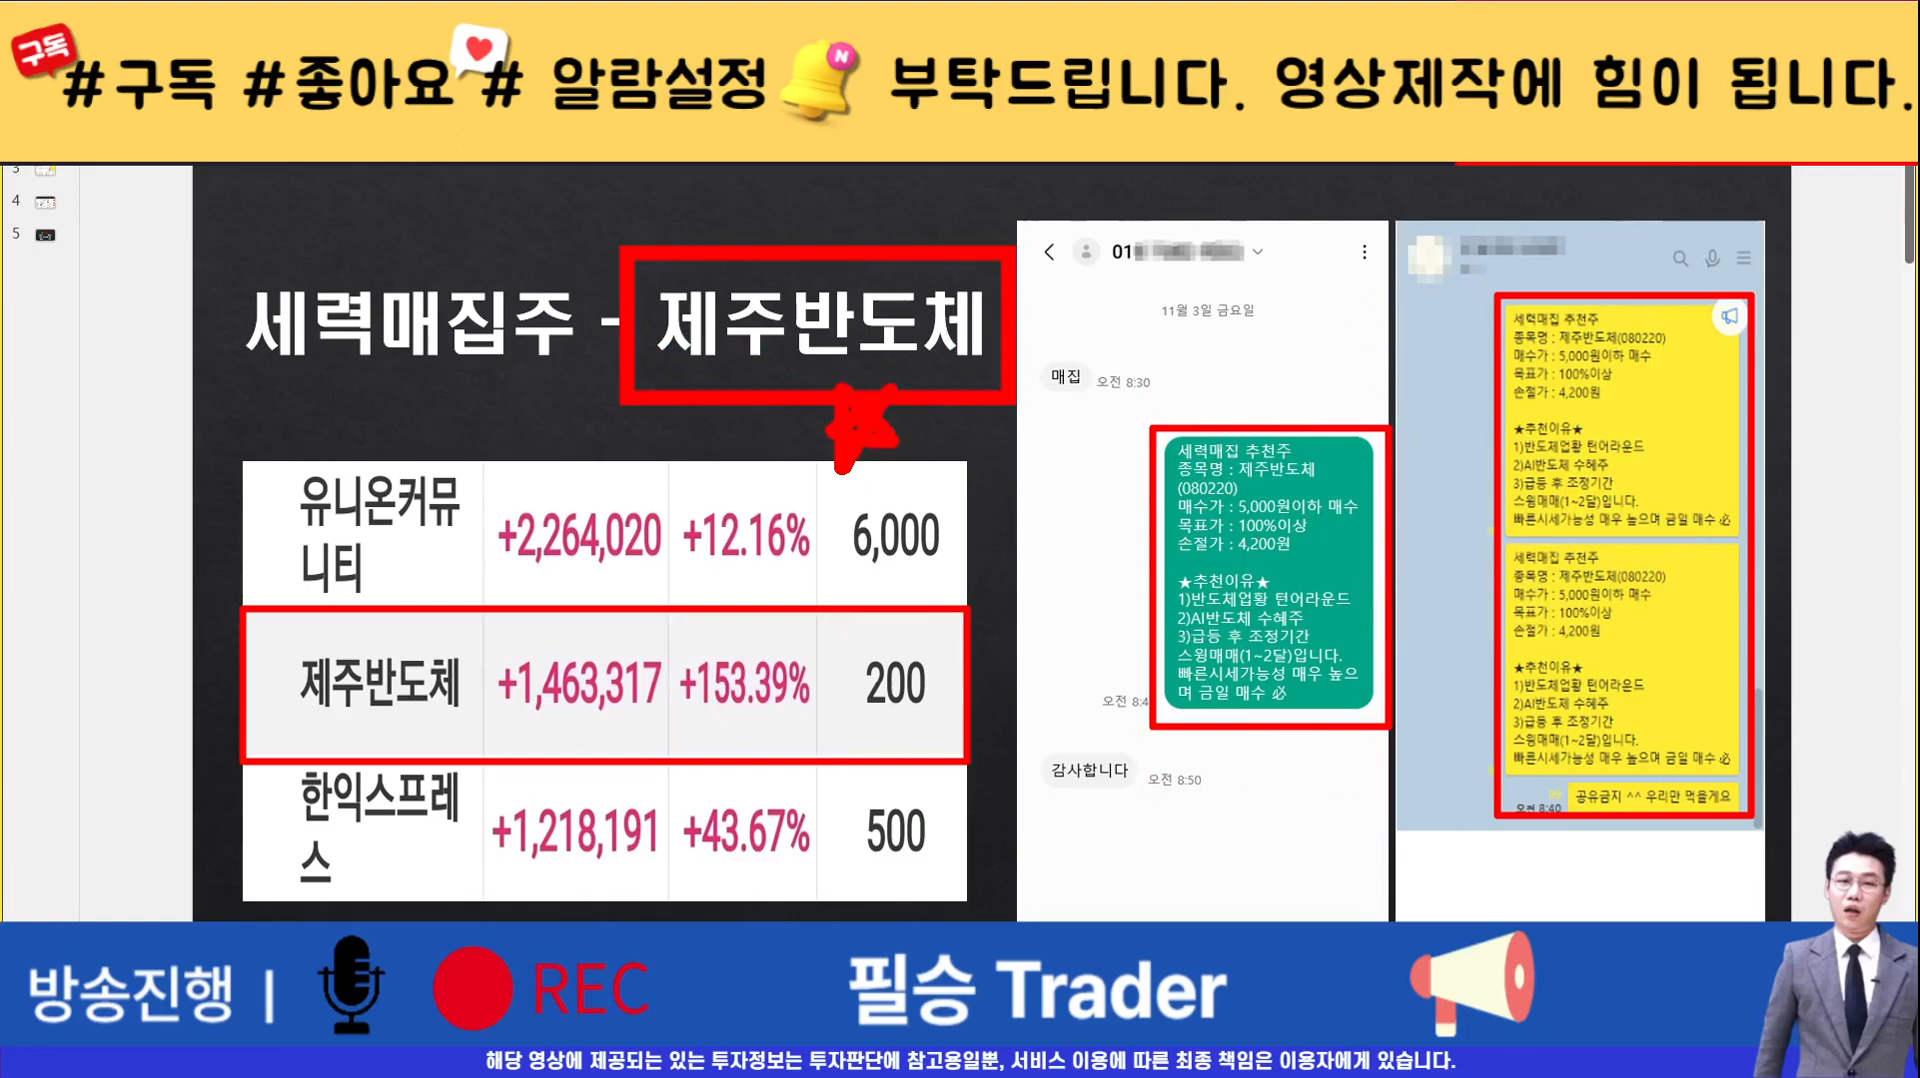 구독
#구독 #좋아요 # 알람설정 N 부탁드립니다. 영상제작에 힘이 됩니다.
3
4
5
세력매집주 - 제주반도체
유니온커뮤
니티
+2,264,020 +12.16% 6,000
제주반도체 +1,463,317 +153.39% 200
한익스프레
스
+1,218,191 +43.67% 500
01
11월 3일 금요일
매집 오전 8:30
세력매집 추천주
종목명 : 제주반도체
(080220)
매수가 : 5,000원이하 매수
목표가 : 100%이상
손절가 : 4,200원
★추천이유★
1)반도체업황 턴어라운드
2)AI반도체 수혜주
3)급등 후 조정기간
스윙매매(1~2달)입니다.
빠른시세가능성 매우 높으
며 금일 매수 必
오전 8:4
감사합니다 오전 8:50
세력매집 추천주
종목명 : 제주반도체(080220)
매수가 : 5,000원이하 매수
목표가 : 100%이상
손절가 : 4,200원
★추천이유★
1)반도체업황 턴어라운드
2)AI반도체 수혜주
3)급등 후 조정기간
스윙매매(1~2달)입니다.
빠른시세가능성 매우 높으며 금일 매수 必
세력매집 추천주
종목명 : 제주반도체(080220)
매수가 : 5,000원이하 매수
목표가 : 100%이상
손절가 : 4,200원
★추천이유★
1)반도체업황 턴어라운드
2)AI반도체 수혜주
3)급등 후 조정기간
스윙매매(1~2달)입니다.
빠른시세가능성 매우 높으며 금일 매수 必
오전 8:40 공유금지 ^^ 우리만 먹을게요
방송진행 | REC 필승 Trader
해당 영상에 제공되는 있는 투자정보는 투자판단에 참고용일뿐, 서비스 이용에 따른 최종 책임은 이용자에게 있습니다.